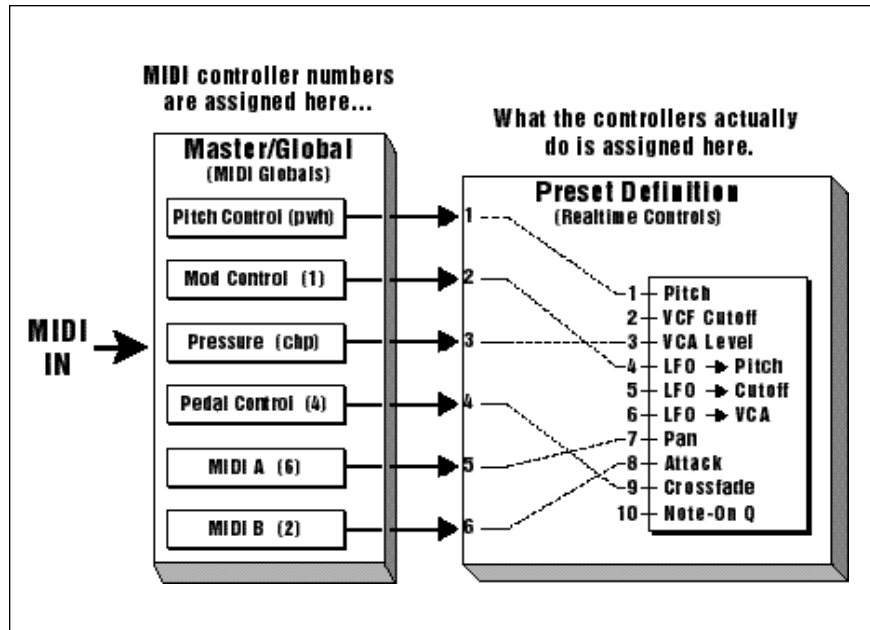 MIDI controller numbers
are assigned here...
Master/Global
(MIDI Globals)
Pitch Control (pwh)
Mod Control (1)
Pressure (chp)
Pedal Control (4)
MIDI A (6)
MIDI B (2)
MIDI
IN
What the controllers actually
do is assigned here.
Preset Definition
(Realtime Controls)
1
2
3
4
5
6
1 Pitch
2 VCF Cutoff
3 VCA Level
4 LFO → Pitch
5 LFO → Cutoff
6 LFO → VCA
7 Pan
8 Attack
9 Crossfade
10 Note-On Q